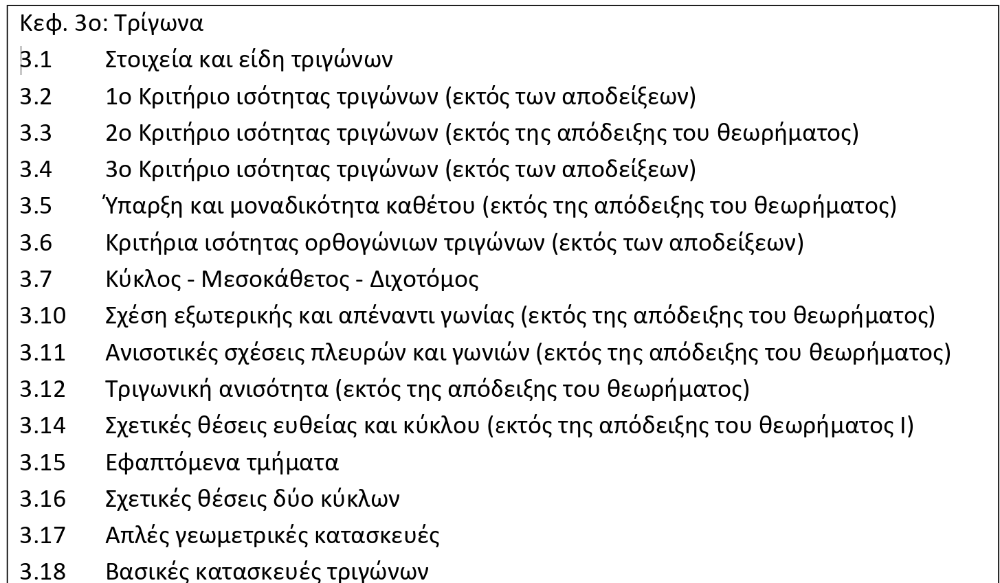 Κεφ. 3ο: Τρίγωνα
3.1 Στοιχεία και είδη τριγώνων
3.2 1ο Κριτήριο ισότητας τριγώνων (εκτός των αποδείξεων)
3.3 2ο Κριτήριο ισότητας τριγώνων (εκτός της απόδειξης του θεωρήματος)
3.4 3ο Κριτήριο ισότητας τριγώνων (εκτός των αποδείξεων)
3.5 Ύπαρξη και μοναδικότητα καθέτου (εκτός της απόδειξης του θεωρήματος)
3.6 Κριτήρια ισότητας ορθογώνιων τριγώνων (εκτός των αποδείξεων)
3.7 Κύκλος - Μεσοκάθετος - Διχοτόμος
3.10 Σχέση εξωτερικής και απέναντι γωνίας (εκτός της απόδειξης του θεωρήματος)
3.11 Ανισοτικές σχέσεις πλευρών και γωνιών (εκτός της απόδειξης του θεωρήματος)
3.12 Τριγωνική ανισότητα (εκτός της απόδειξης του θεωρήματος)
3.14 Σχετικές θέσεις ευθείας και κύκλου (εκτός της απόδειξης του θεωρήματος Ι)
3.15 Εφαπτόμενα τμήματα
3.16 Σχετικές θέσεις δύο κύκλων
3.17 Απλές γεωμετρικές κατασκευές
3.18 Βασικές κατασκευές τριγώνων